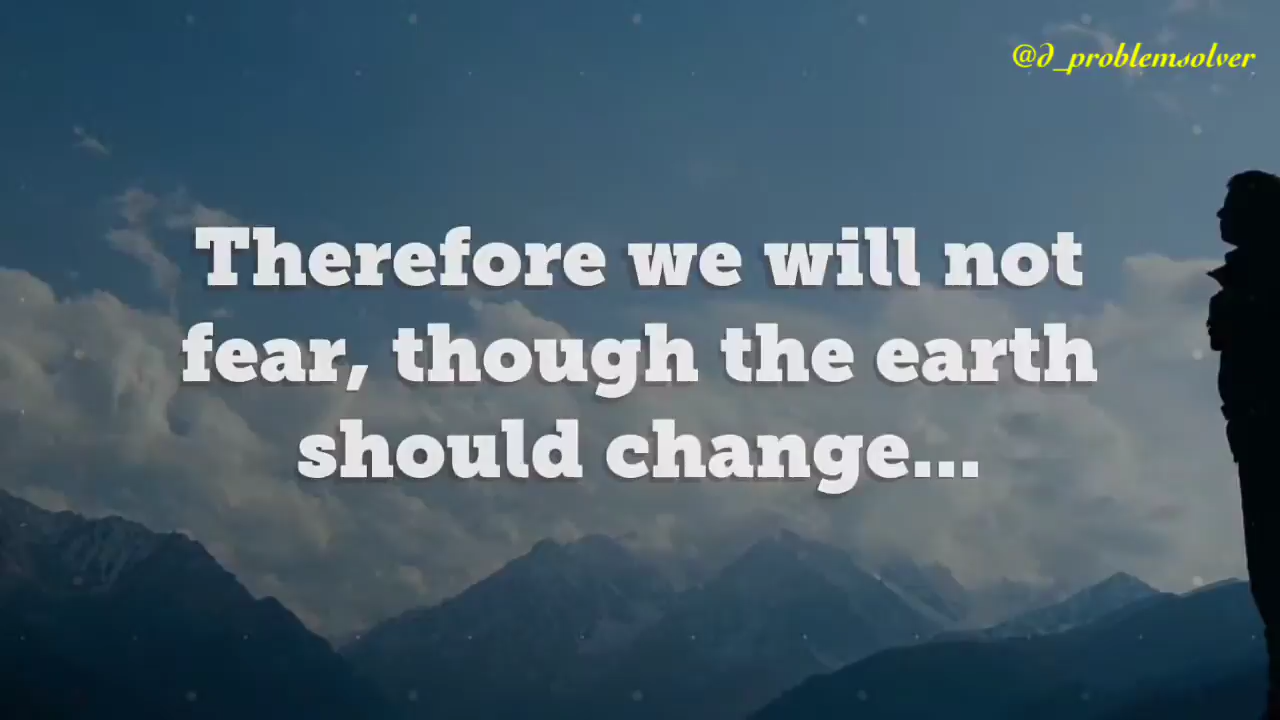 @d_problemsolver
Therefore we will not
fear, though the earth
should change...